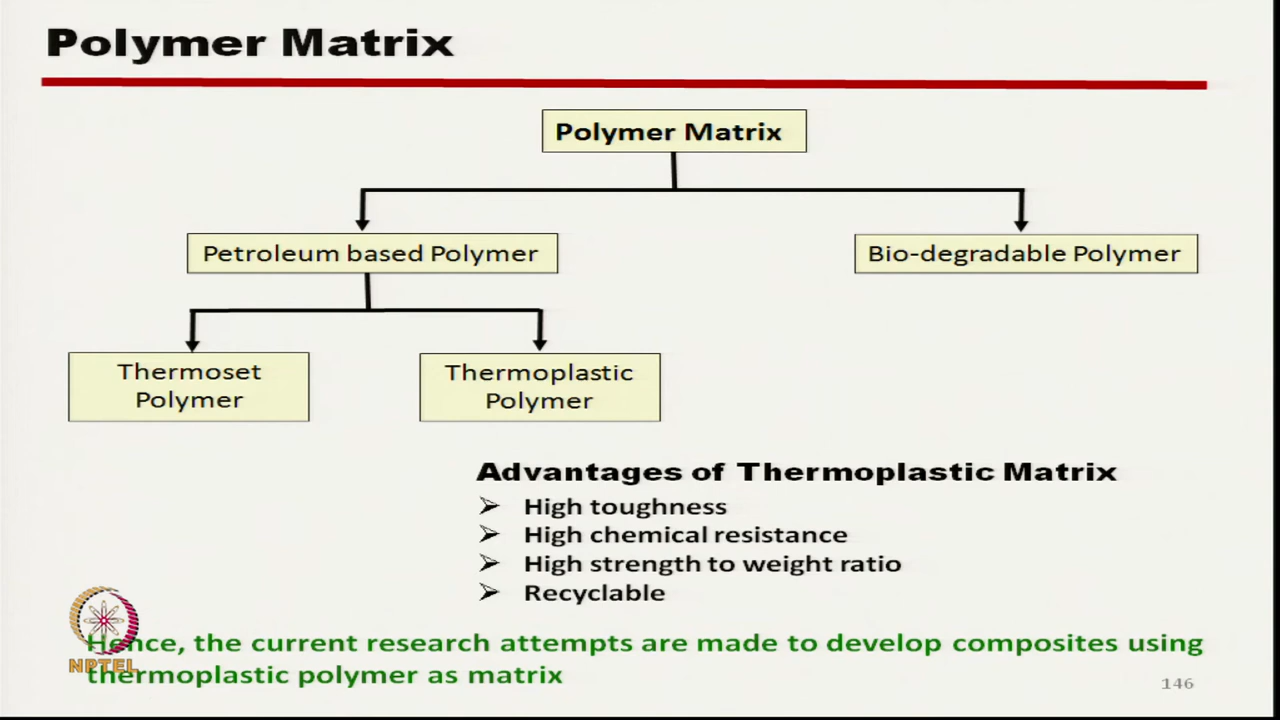 Polymer Matrix
Polymer Matrix
Petroleum based Polymer
Bio-degradable Polymer
Thermoset
Polymer
Thermoplastic
Polymer
Advantages of Thermoplastic Matrix
High toughness
High chemical resistance
High strength to weight ratio
Recyclable
Hence, the current research attempts are made to develop composites using
thermoplastic polymer as matrix
NPTEL
146